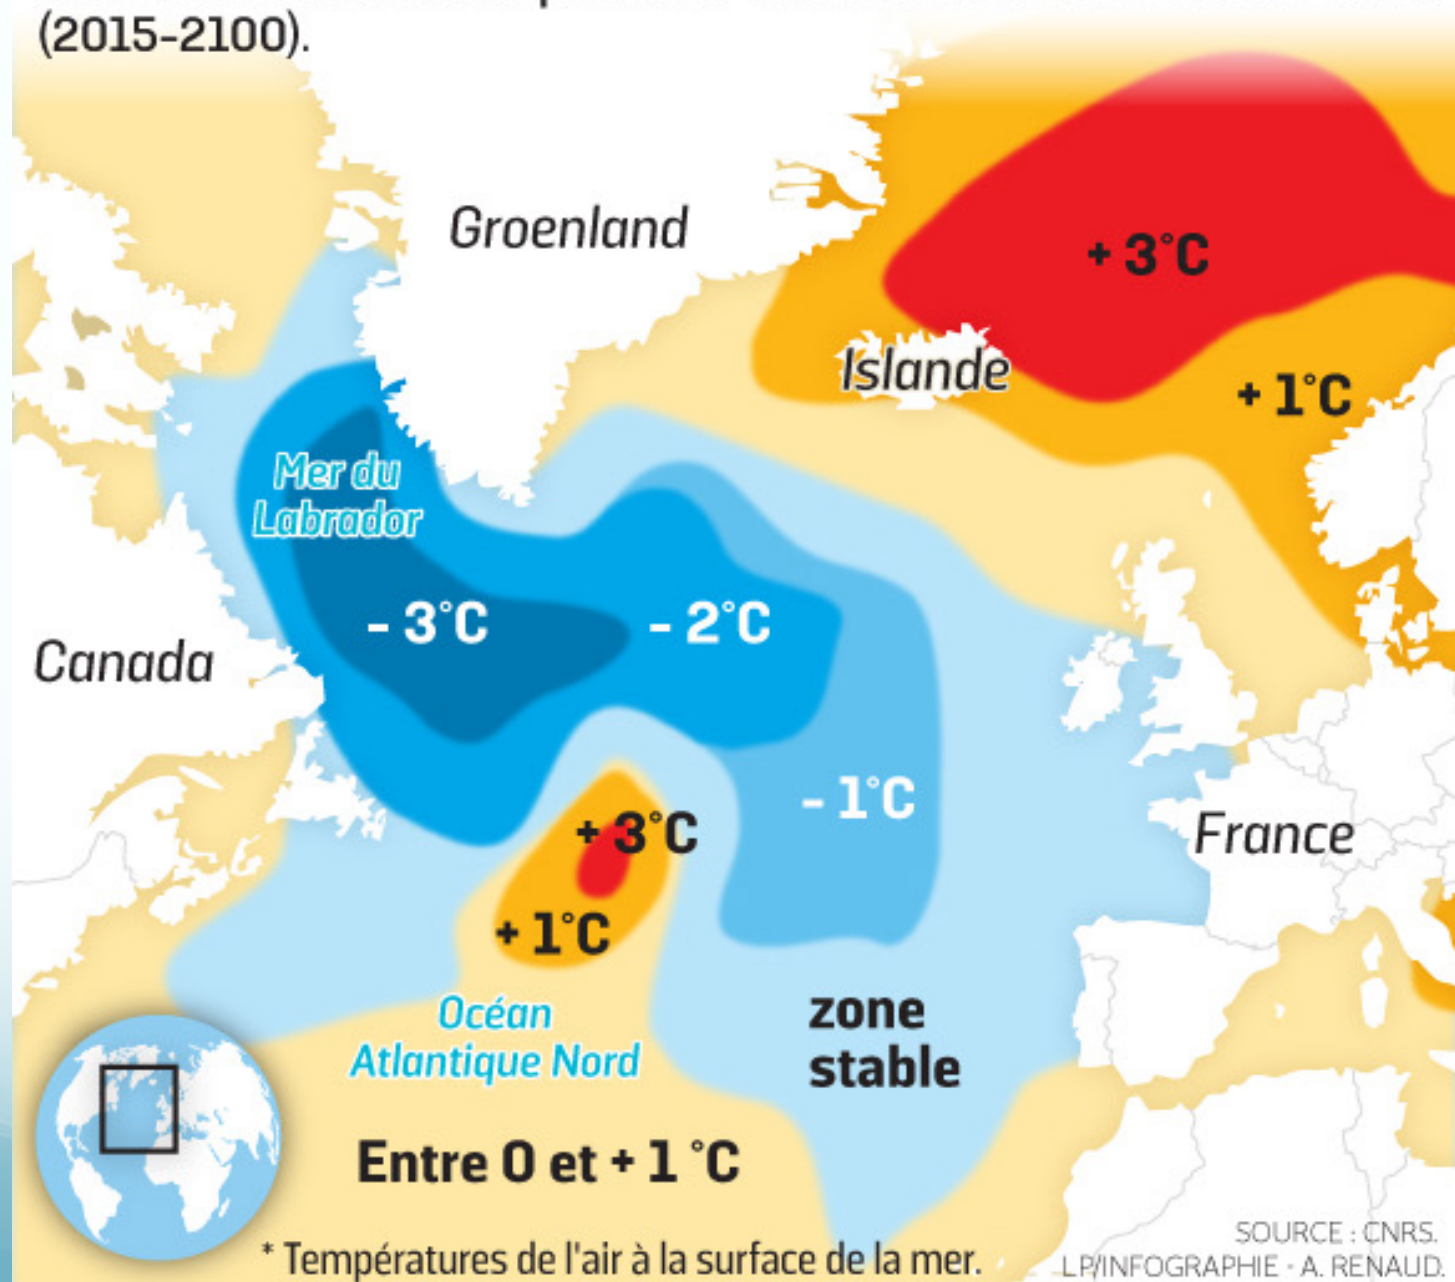 (2015-2100).
Groenland
+ 3°C
Islande
+ 1°C
Mer du
Labrador
- 3°C
- 2°C
Canada
- 1°C
+ 3°C
France
+ 1°C
Océan
Atlantique Nord
zone
stable
Entre 0 et + 1 °C
* Températures de l'air à la surface de la mer.
SOURCE : CNRS.
LP/INFOGRAPHIE - A. RENAUD.